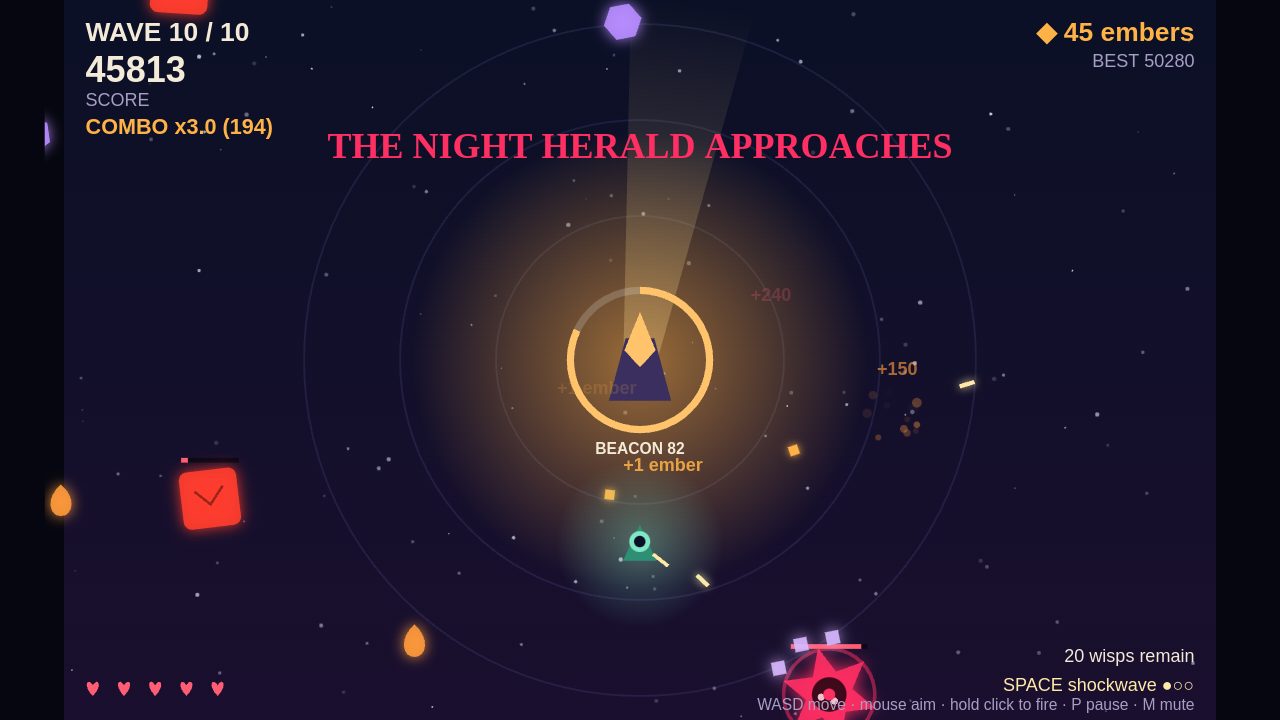 WAVE 10 / 10
45813
SCORE
COMBO x3.0 (194)
◆ 45 embers
BEST 50280
THE NIGHT HERALD APPROACHES
+240
+150
+1 ember
BEACON 82
+1 ember
20 wisps remain
SPACE shockwave ●○○
WASD move · mouse aim · hold click to fire · P pause · M mute